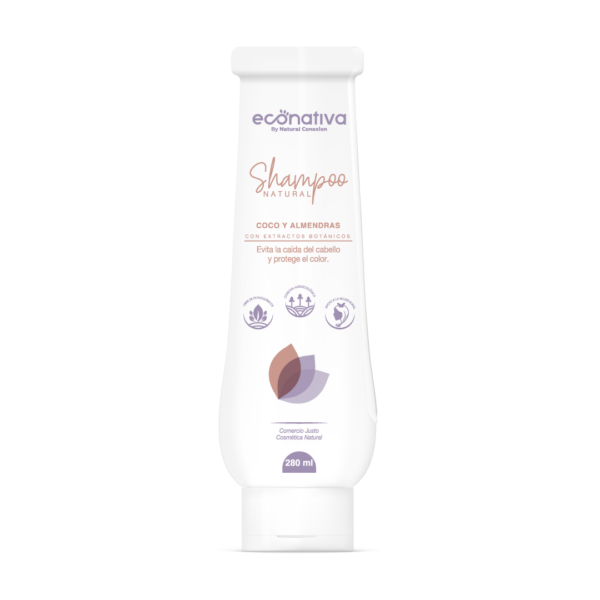 econativa
By Natural Conexion
Shampoo
NATURAL
COCO Y ALMENDRAS
CON EXTRACTOS BOTÁNICOS
Evita la caída del cabello
y protege el color.
Comercio Justo
Cosmética Natural
280 ml